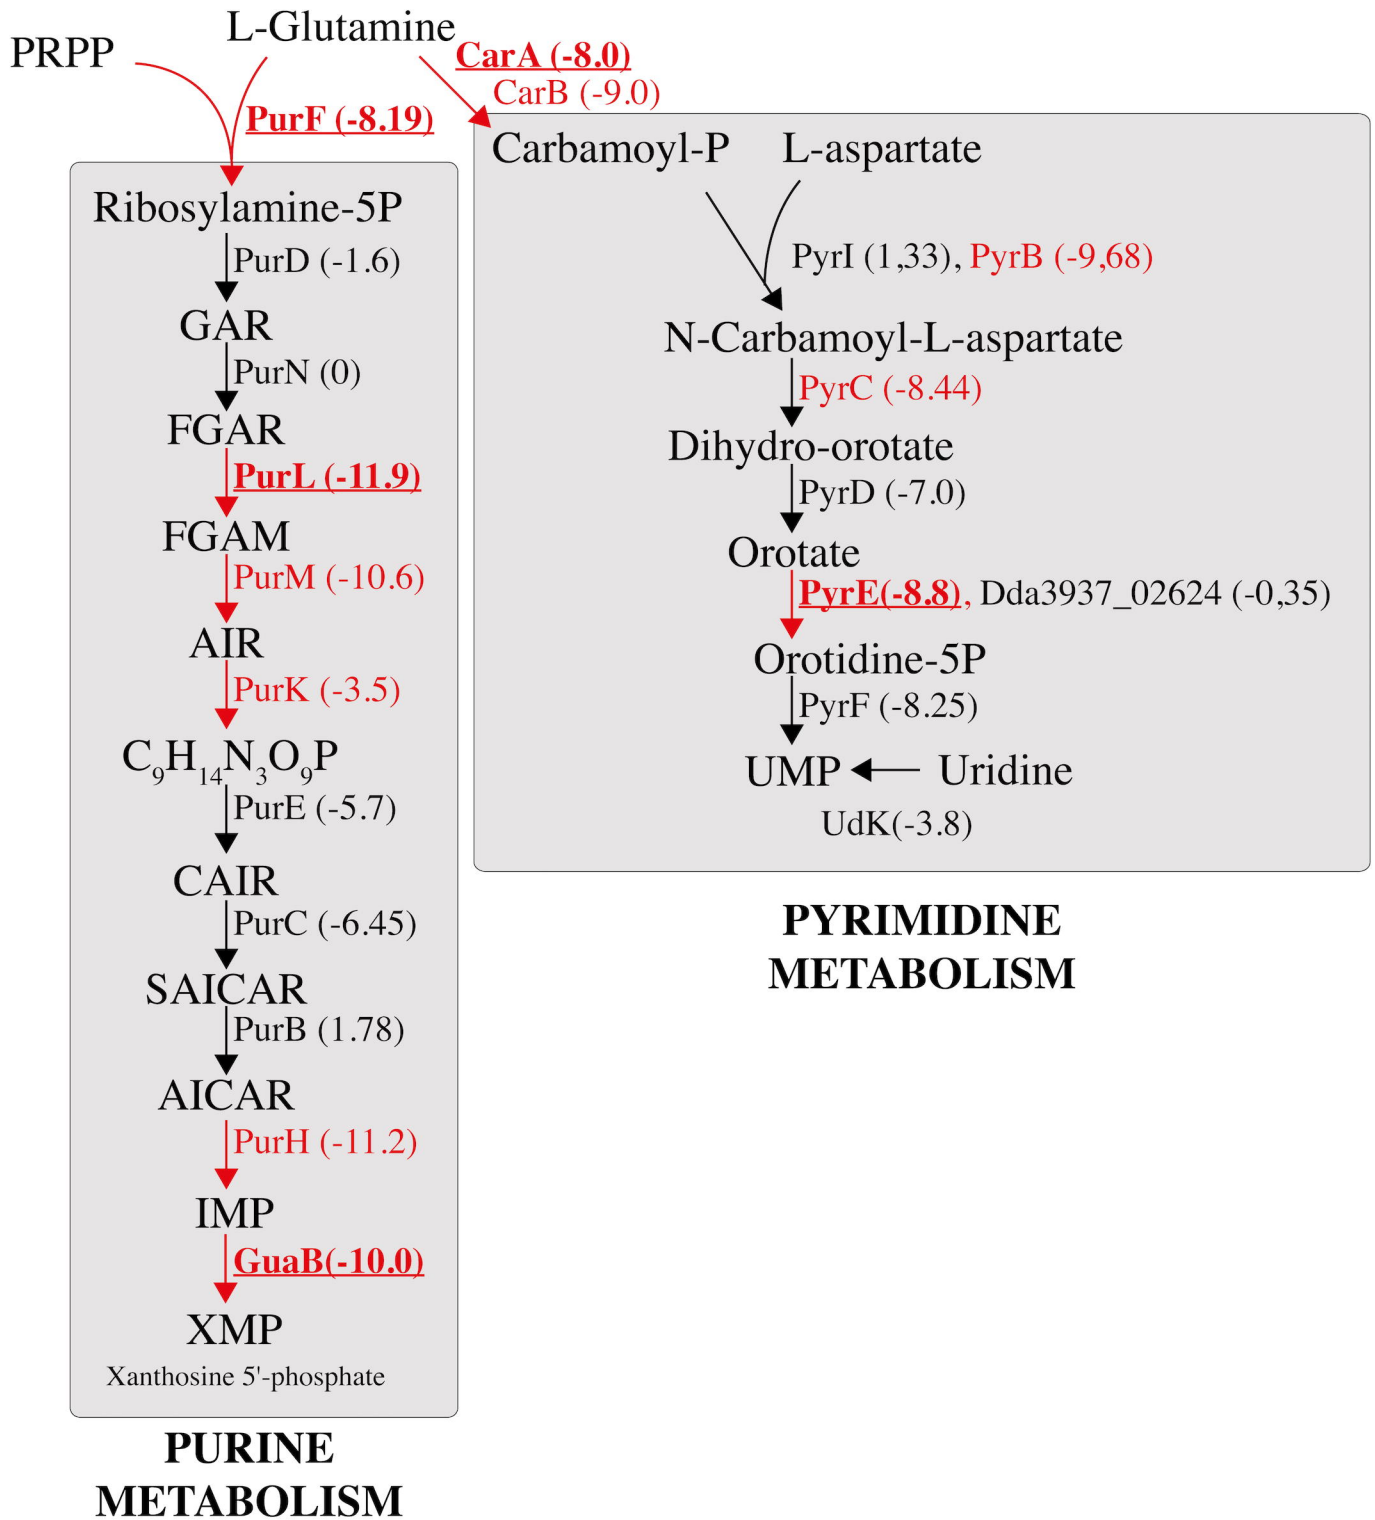 PRPP
L-Glutamine
CarA (-8.0)
CarB (-9.0)
PurF (-8.19)
Ribosylamine-5P
PurD (-1.6)
GAR
PurN (0)
FGAR
PurL (-11.9)
FGAM
PurM (-10.6)
AIR
PurK (-3.5)
C₉H₁₄N₃O₉P
PurE (-5.7)
CAIR
PurC (-6.45)
SAICAR
PurB (1.78)
AICAR
PurH (-11.2)
IMP
GuaB(-10.0)
XMP
Xanthosine 5'-phosphate
PURINE
METABOLISM
Carbamoyl-P
L-aspartate
PyrI (1,33), PyrB (-9,68)
N-Carbamoyl-L-aspartate
PyrC (-8.44)
Dihydro-orotate
PyrD (-7.0)
Orotate
PyrE(-8.8), Dda3937_02624 (-0,35)
Orotidine-5P
PyrF (-8.25)
UMP
Uridine
UdK(-3.8)
PYRIMIDINE
METABOLISM